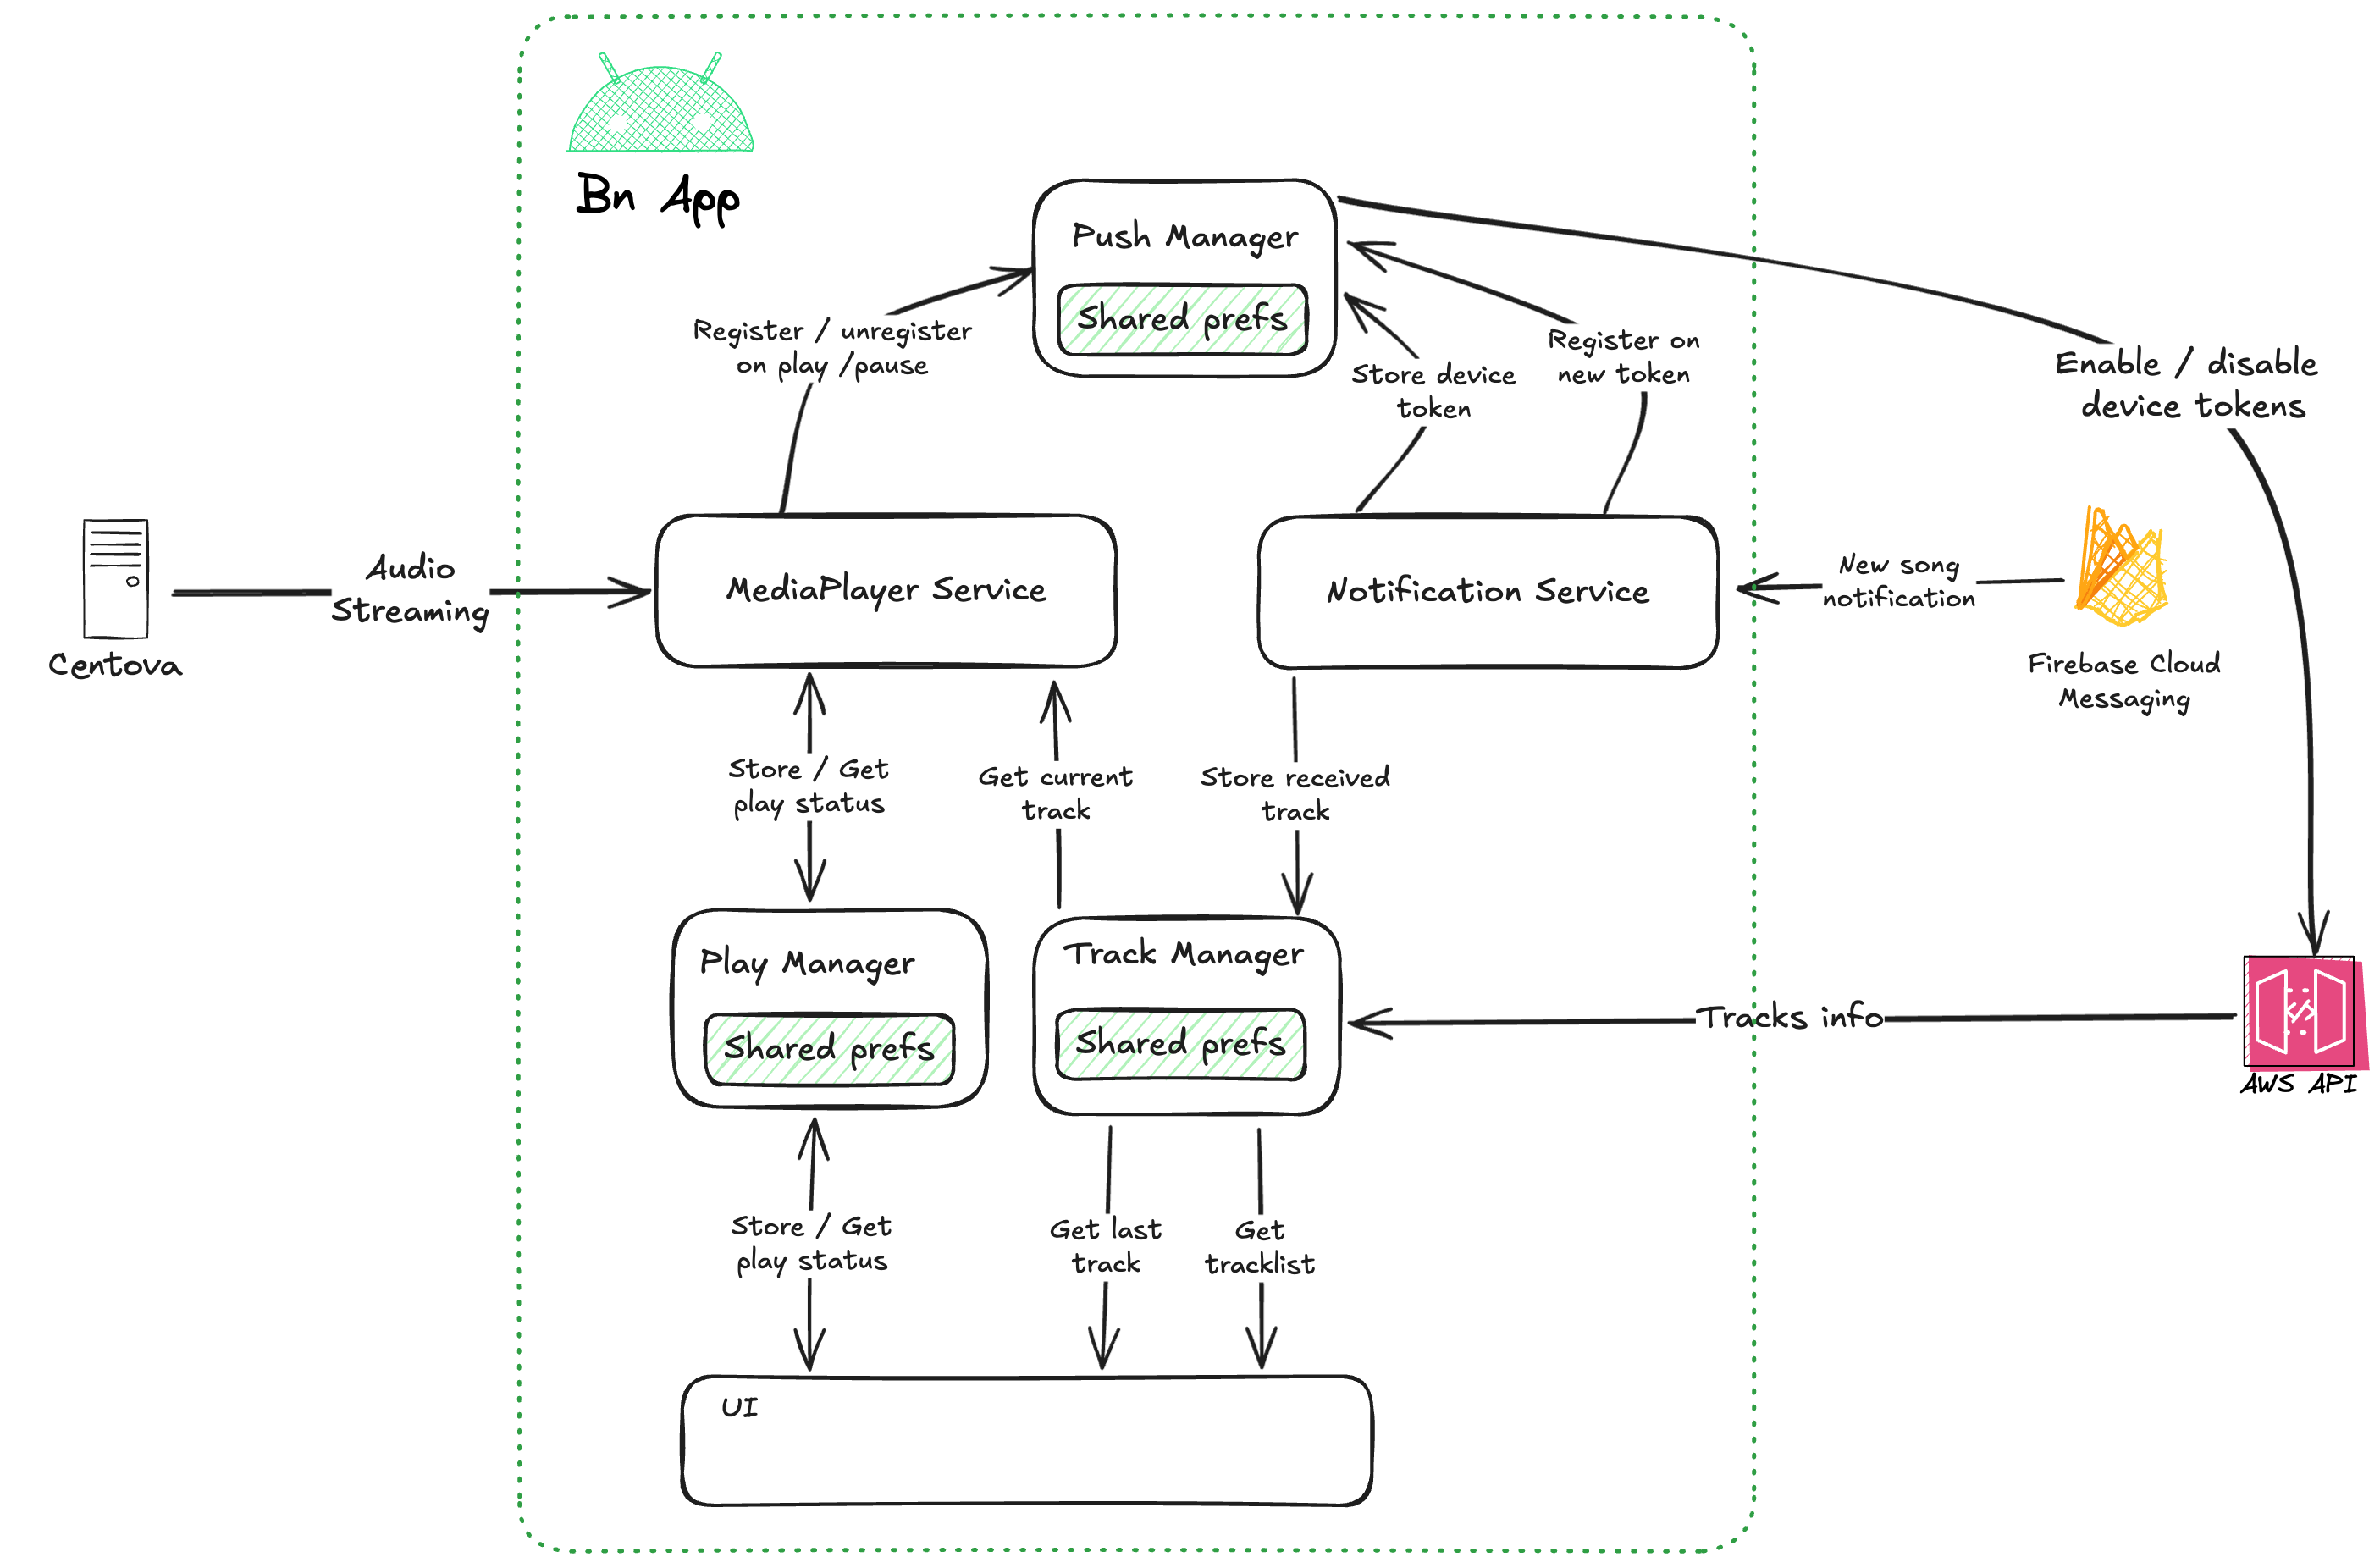 Bn App
Push Manager
Shared prefs
Register / unregister
on play /pause
Store device
token
Register on
new token
Enable / disable
device tokens
Centova
Audio
Streaming
MediaPlayer Service
Notification Service
New song
notification
Firebase Cloud
Messaging
Store / Get
play status
Get current
track
Store received
track
Play Manager
Shared prefs
Track Manager
Shared prefs
Tracks info
</>
AWS API
Store / Get
play status
Get last
track
Get
tracklist
UI